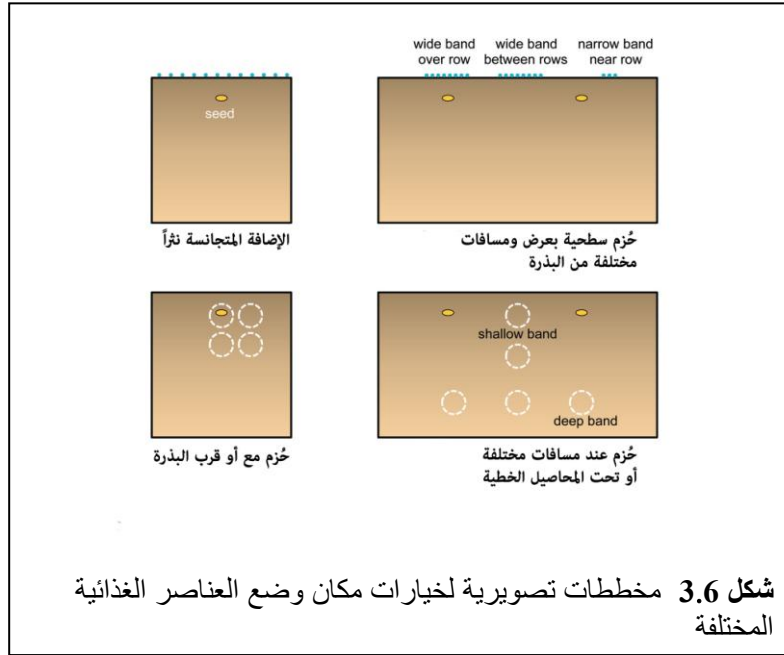 wide band over row
wide band between rows
narrow band near row
seed
الإضافة المتجانسة نثراً
حُزم سطحية بعرض ومسافات
مختلفة من البذرة
shallow band
deep band
حُزم مع أو قرب البذرة
حُزم عند مسافات مختلفة
أو تحت المحاصيل الخطية
شكل 3.6 مخططات تصويرية لخيارات مكان وضع العناصر الغذائية
المختلفة